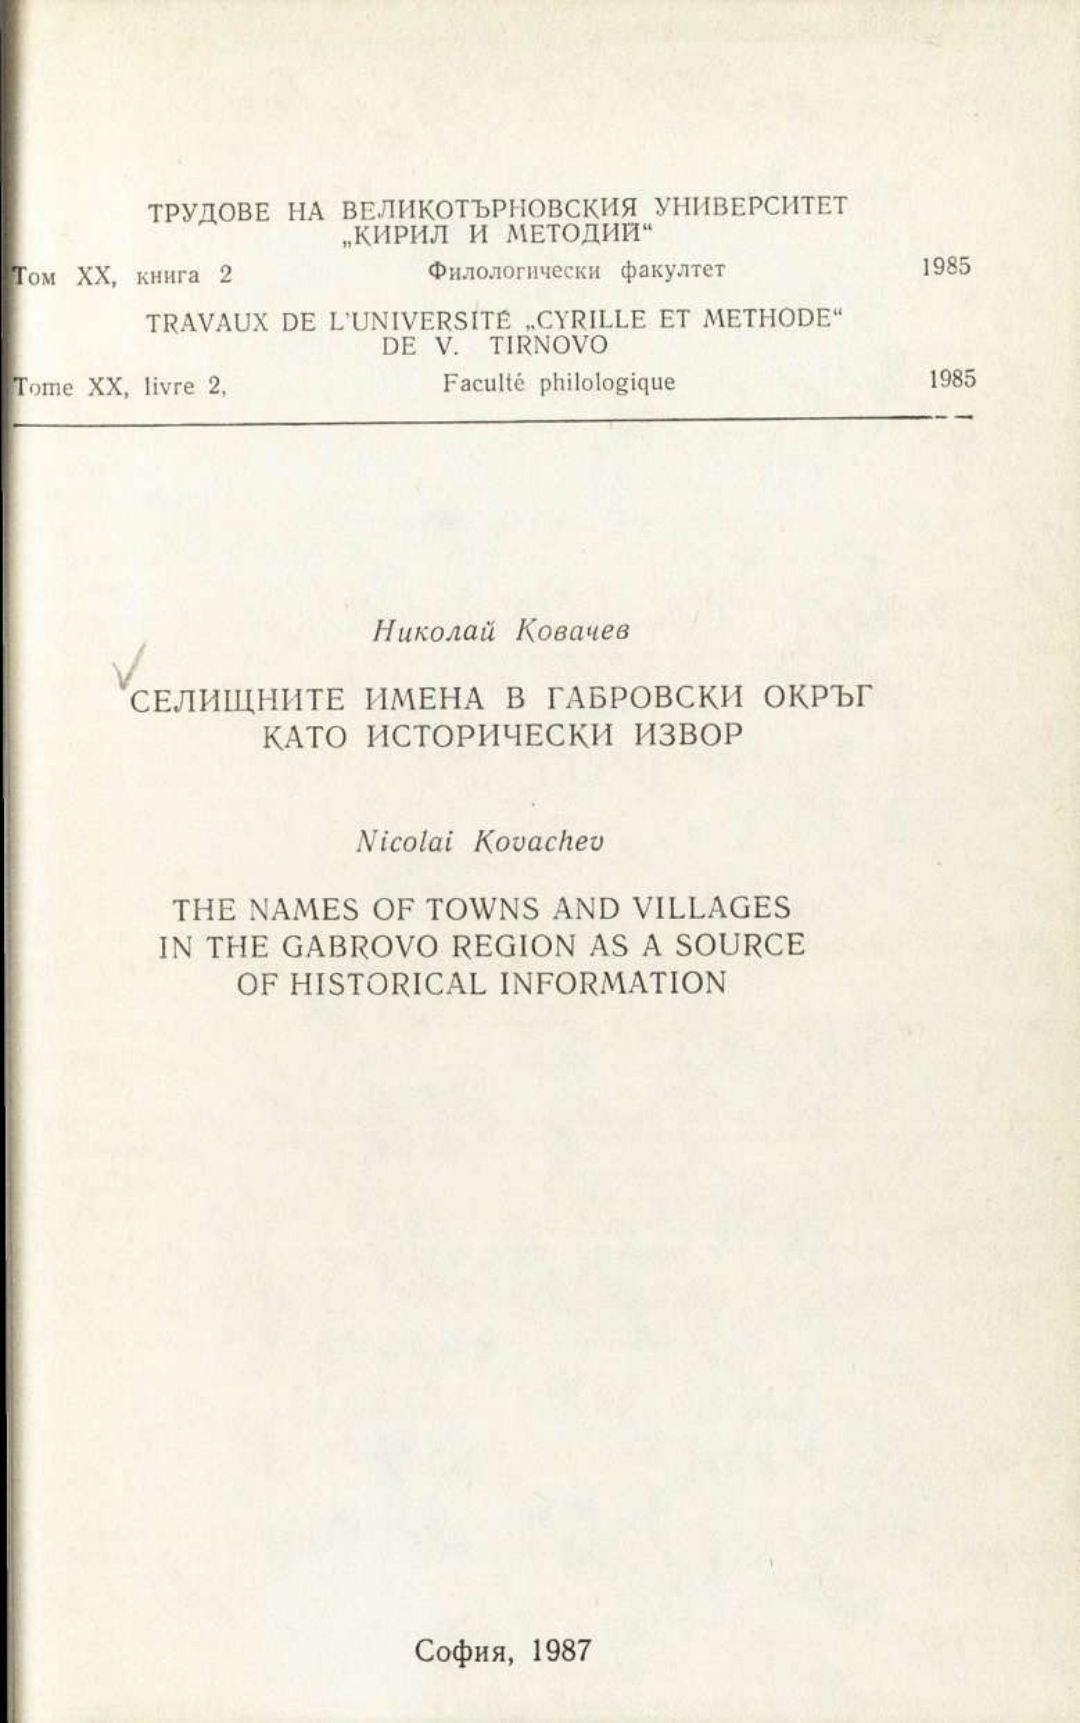 ТРУДОВЕ НА ВЕЛИКОТЪРНОВСКИЯ УНИВЕРСИТЕТ
„КИРИЛ И МЕТОДИЙ“
Том XX, книга 2 Филологически факултет 1985
TRAVAUX DE L'UNIVERSITÉ „CYRILLE ET METHODE“
DE V. TIRNOVO
Tome XX, livre 2, Faculté philologique 1985
Николай Ковачев
СЕЛИЩНИТЕ ИМЕНА В ГАБРОВСКИ ОКРЪГ
КАТО ИСТОРИЧЕСКИ ИЗВОР
Nicolai Kovachev
THE NAMES OF TOWNS AND VILLAGES
IN THE GABROVO REGION AS A SOURCE
OF HISTORICAL INFORMATION
София, 1987